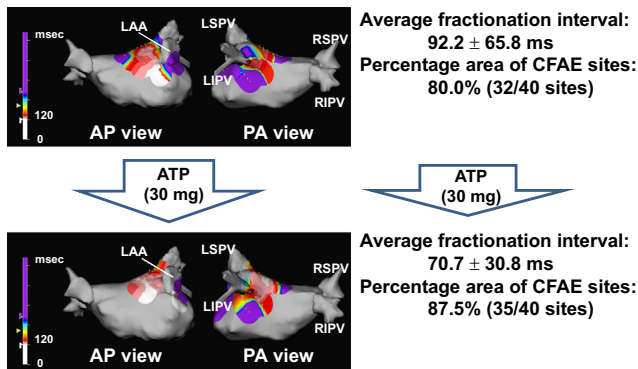 msec
LAA
LSPV
RSPV
LIPV
RIPV
120
0
AP view
PA view
Average fractionation interval:
92.2 ± 65.8 ms
Percentage area of CFAE sites:
80.0% (32/40 sites)
ATP
(30 mg)
ATP
(30 mg)
msec
LAA
LSPV
RSPV
LIPV
RIPV
120
0
AP view
PA view
Average fractionation interval:
70.7 ± 30.8 ms
Percentage area of CFAE sites:
87.5% (35/40 sites)